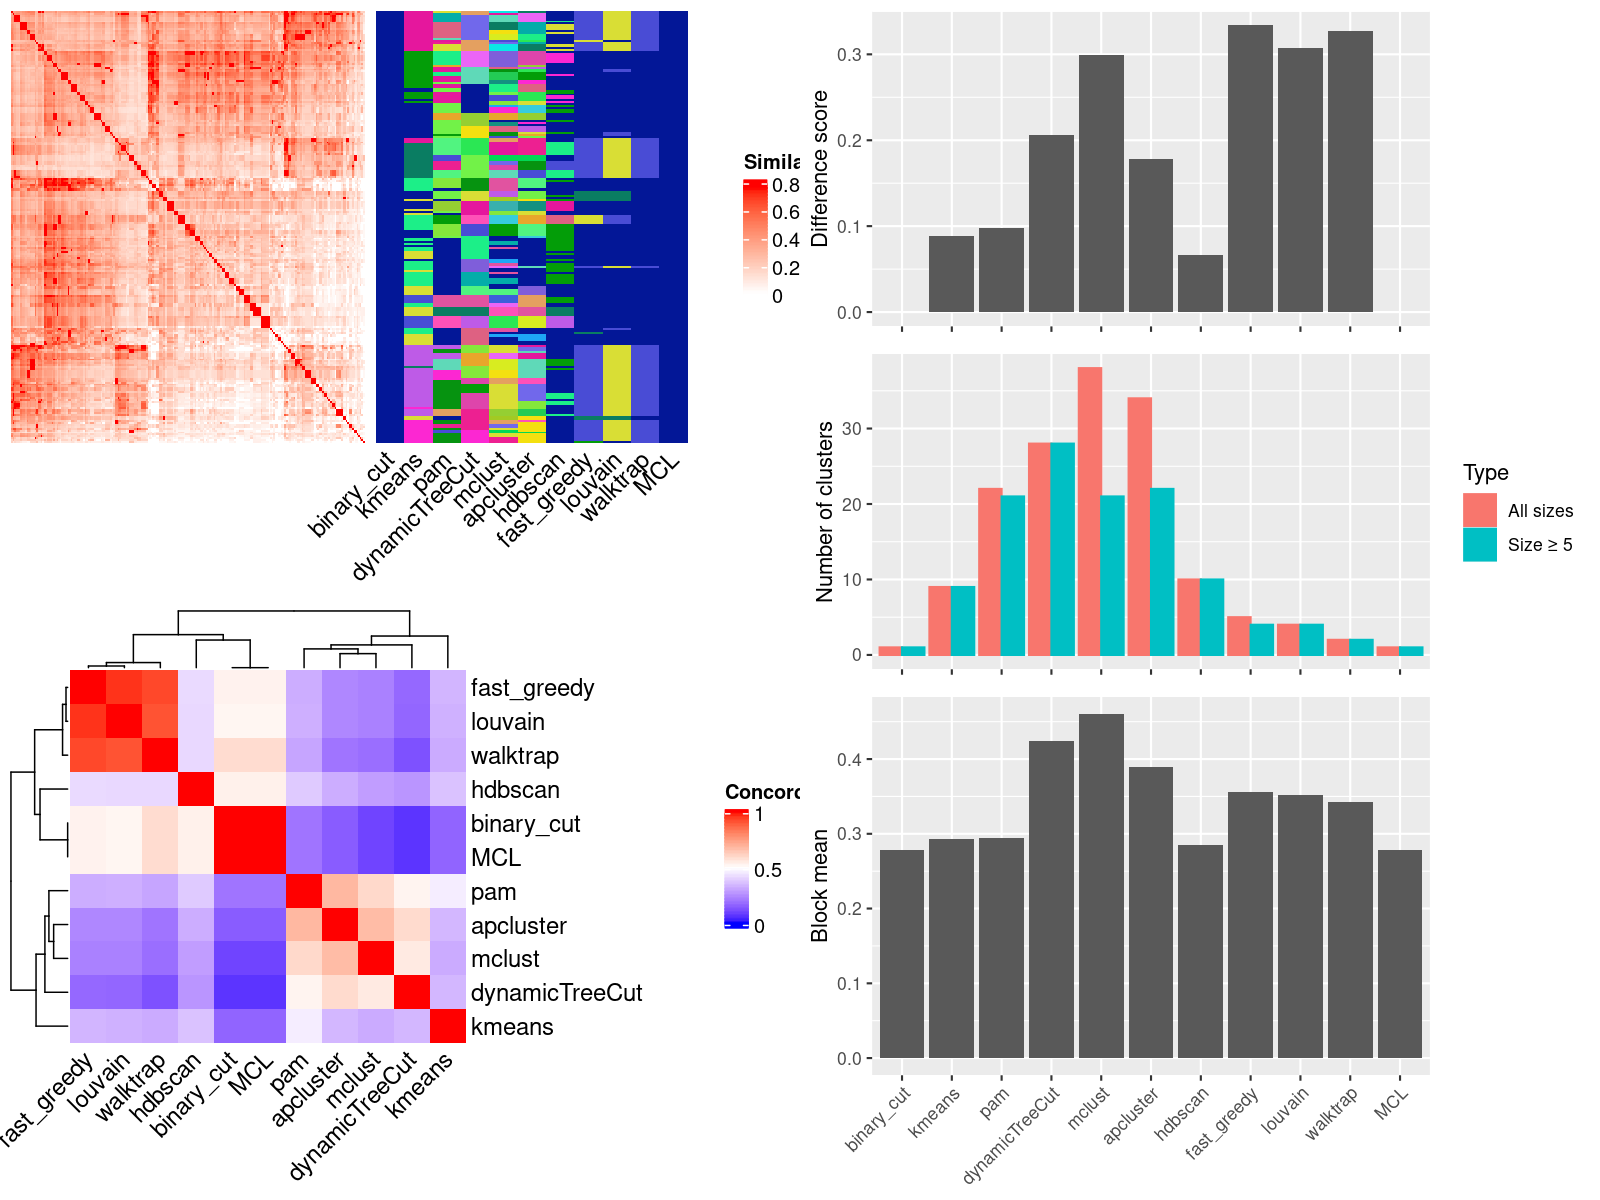 Simila
0.8
0.6
0.4
0.2
0
binary_cut
kmeans
pam
dynamicTreeCut
mclust
apcluster
hdbscan
fast_greedy
louvain
walktrap
MCL
Difference score
0.3
0.2
0.1
0.0
Number of clusters
30
20
10
0
Type
All sizes
Size ≥ 5
fast_greedy
louvain
walktrap
hdbscan
binary_cut
MCL
pam
apcluster
mclust
dynamicTreeCut
kmeans
fast_greedy
louvain
walktrap
hdbscan
binary_cut
MCL
pam
apcluster
mclust
dynamicTreeCut
kmeans
Concord
1
0.5
0
Block mean
0.4
0.3
0.2
0.1
0.0
binary_cut
kmeans
pam
dynamicTreeCut
mclust
apcluster
hdbscan
fast_greedy
louvain
walktrap
MCL